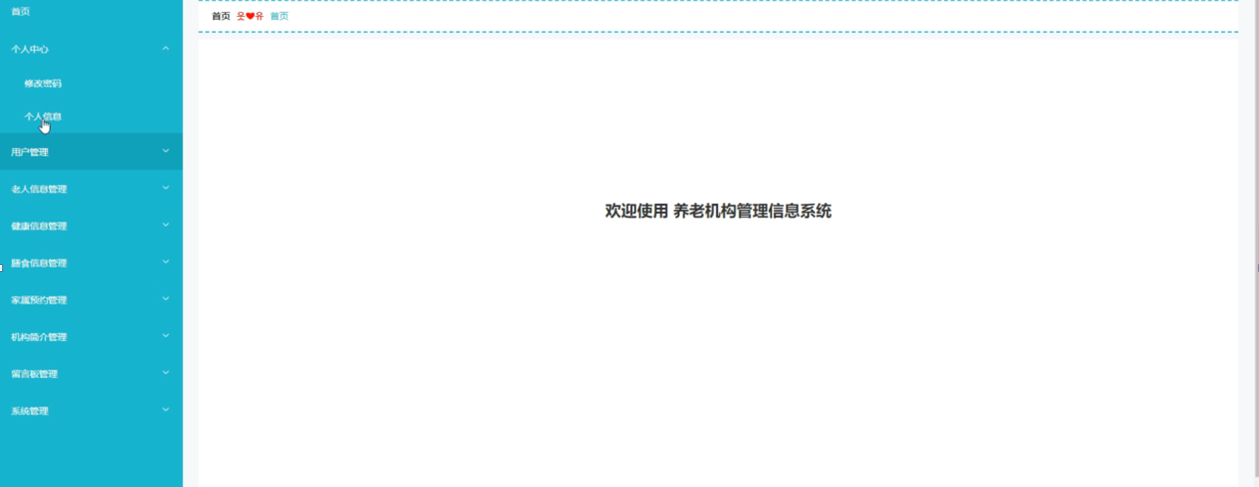 首页
个人中心
修改密码
个人信息
用户管理
老人信息管理
健康信息管理
膳食信息管理
家属预约管理
机构简介管理
留言板管理
系统管理
首页 웃❤유 首页
欢迎使用 养老机构管理信息系统